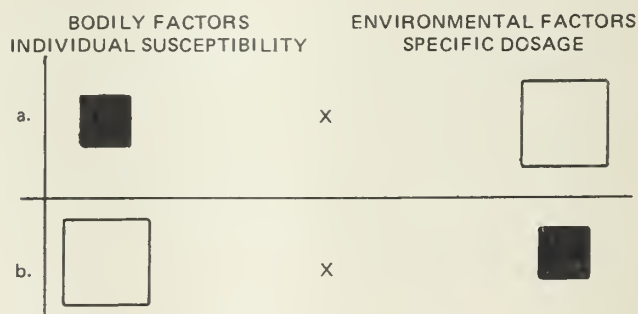 BODILY FACTORS
INDIVIDUAL SUSCEPTIBILITY
ENVIRONMENTAL FACTORS
SPECIFIC DOSAGE
a. X
b. X